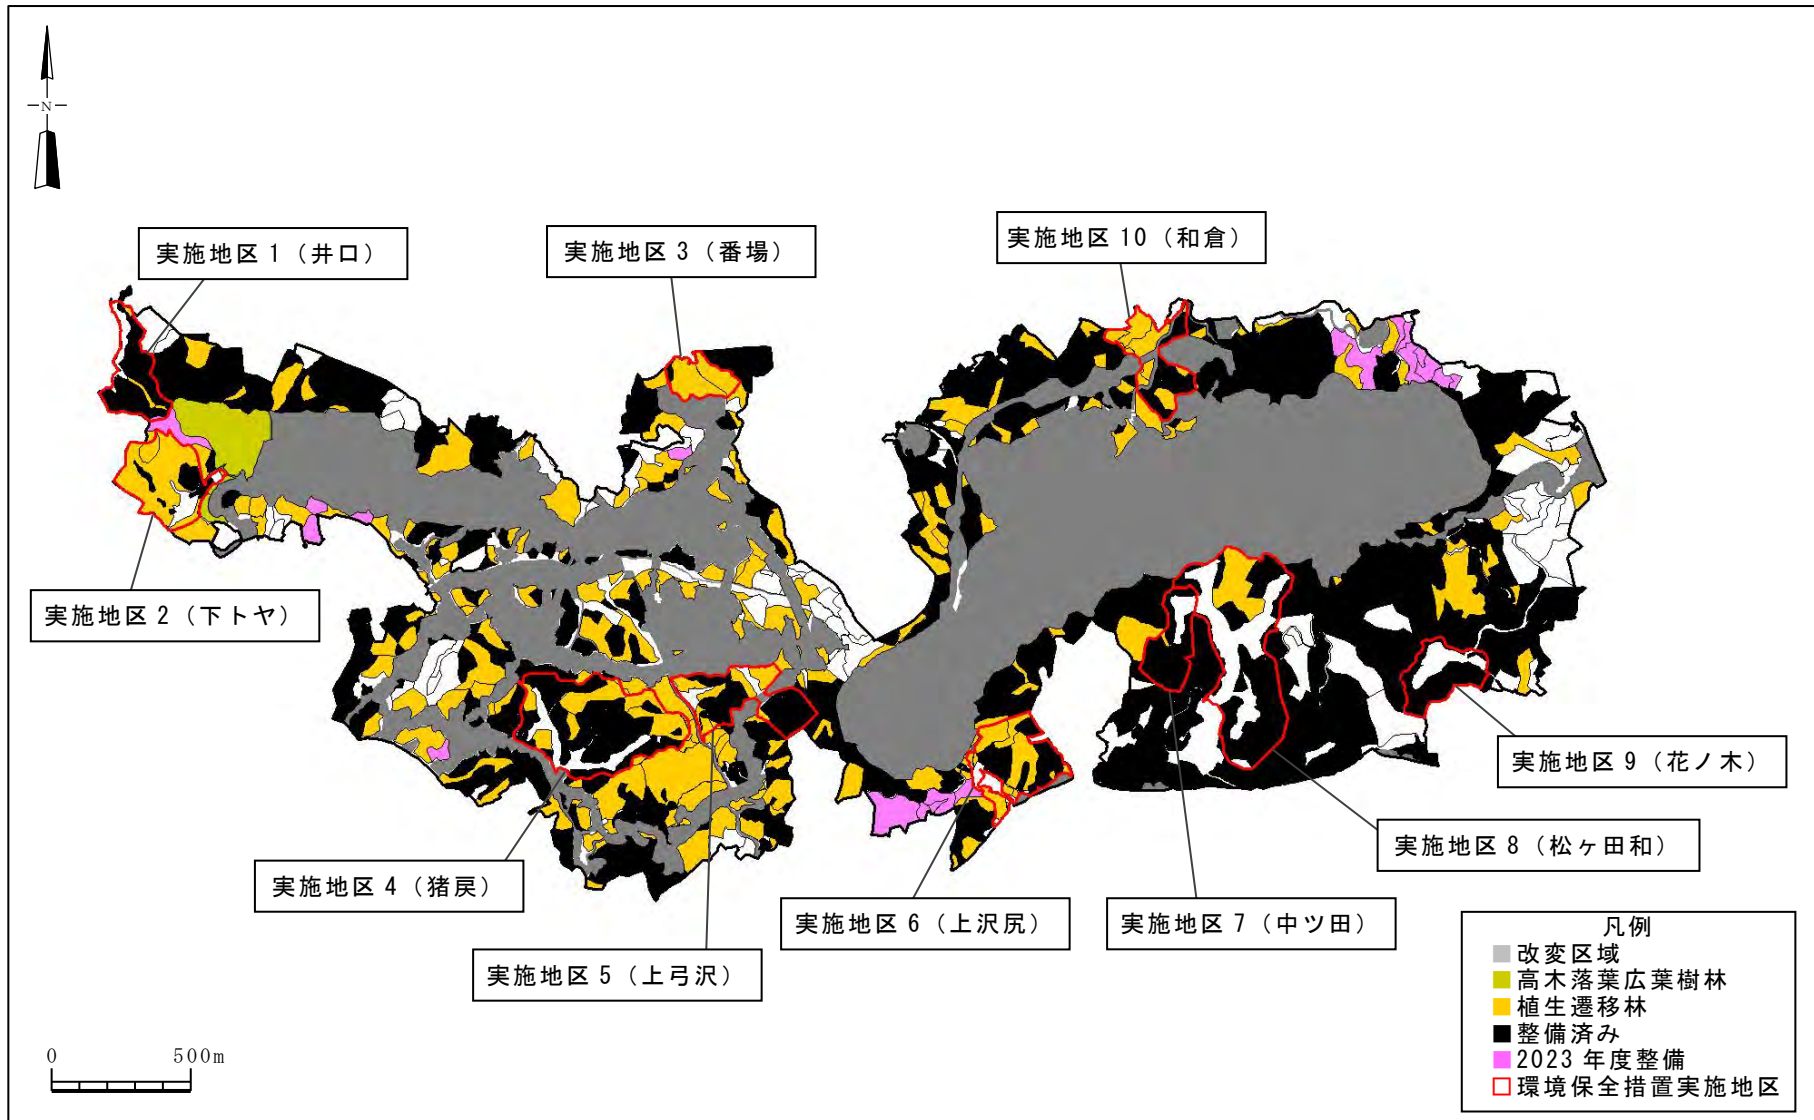 N
実施地区 1（井口）
実施地区 3（番場）
実施地区 10（和倉）
実施地区 2（下トヤ）
実施地区 4（猪戻）
実施地区 5（上弓沢）
実施地区 6（上沢尻）
実施地区 7（中ツ田）
実施地区 8（松ヶ田和）
実施地区 9（花ノ木）
凡例
改変区域
高木落葉広葉樹林
植生遷移林
整備済み
2023 年度整備
環境保全措置実施地区
0 500m